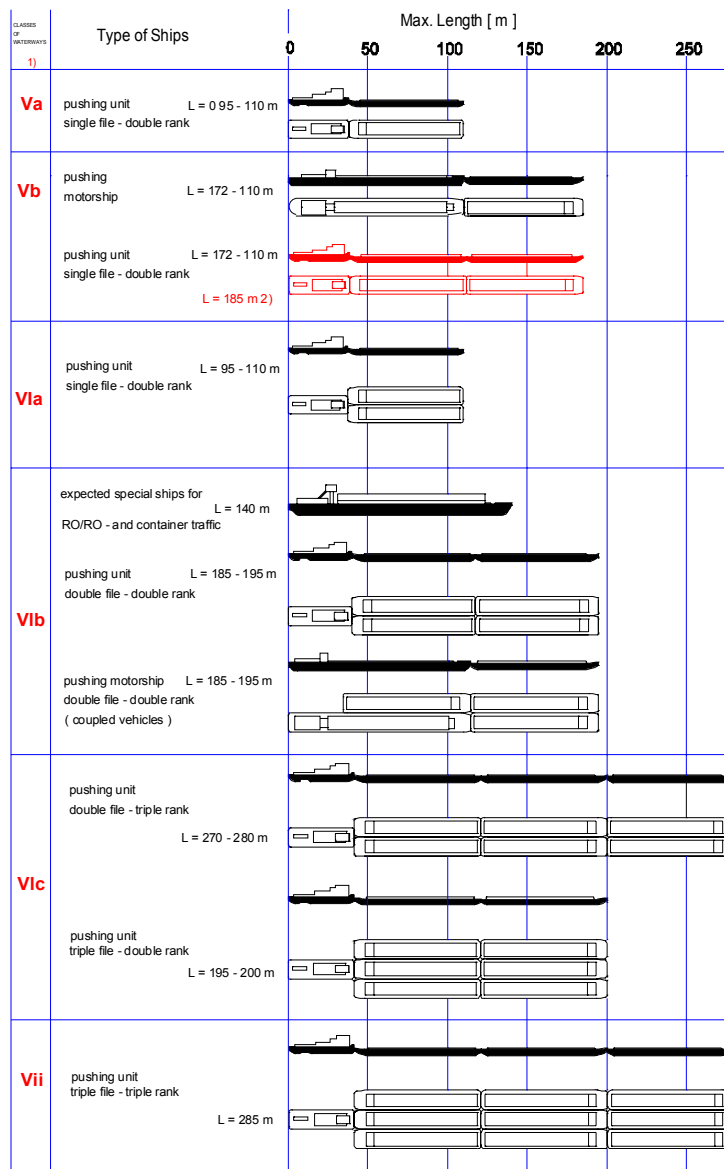 CLASSES
OF
WATERWAYS
1)
Type of Ships
Max. Length [ m ]
0 50 100 150 200 250
Va
pushing unit
L = 0 95 - 110 m
single file - double rank
Vb
pushing
motorship
L = 172 - 110 m
pushing unit
L = 172 - 110 m
single file - double rank
L = 185 m 2)
VIa
pushing unit
L = 95 - 110 m
single file - double rank
VIb
expected special ships for
L = 140 m
RO/RO - and container traffic
pushing unit
L = 185 - 195 m
double file - double rank
pushing motorship
L = 185 - 195 m
double file - double rank
( coupled vehicles )
VIc
pushing unit
double file - triple rank
L = 270 - 280 m
pushing unit
triple file - double rank
L = 195 - 200 m
Vii
pushing unit
triple file - triple rank
L = 285 m